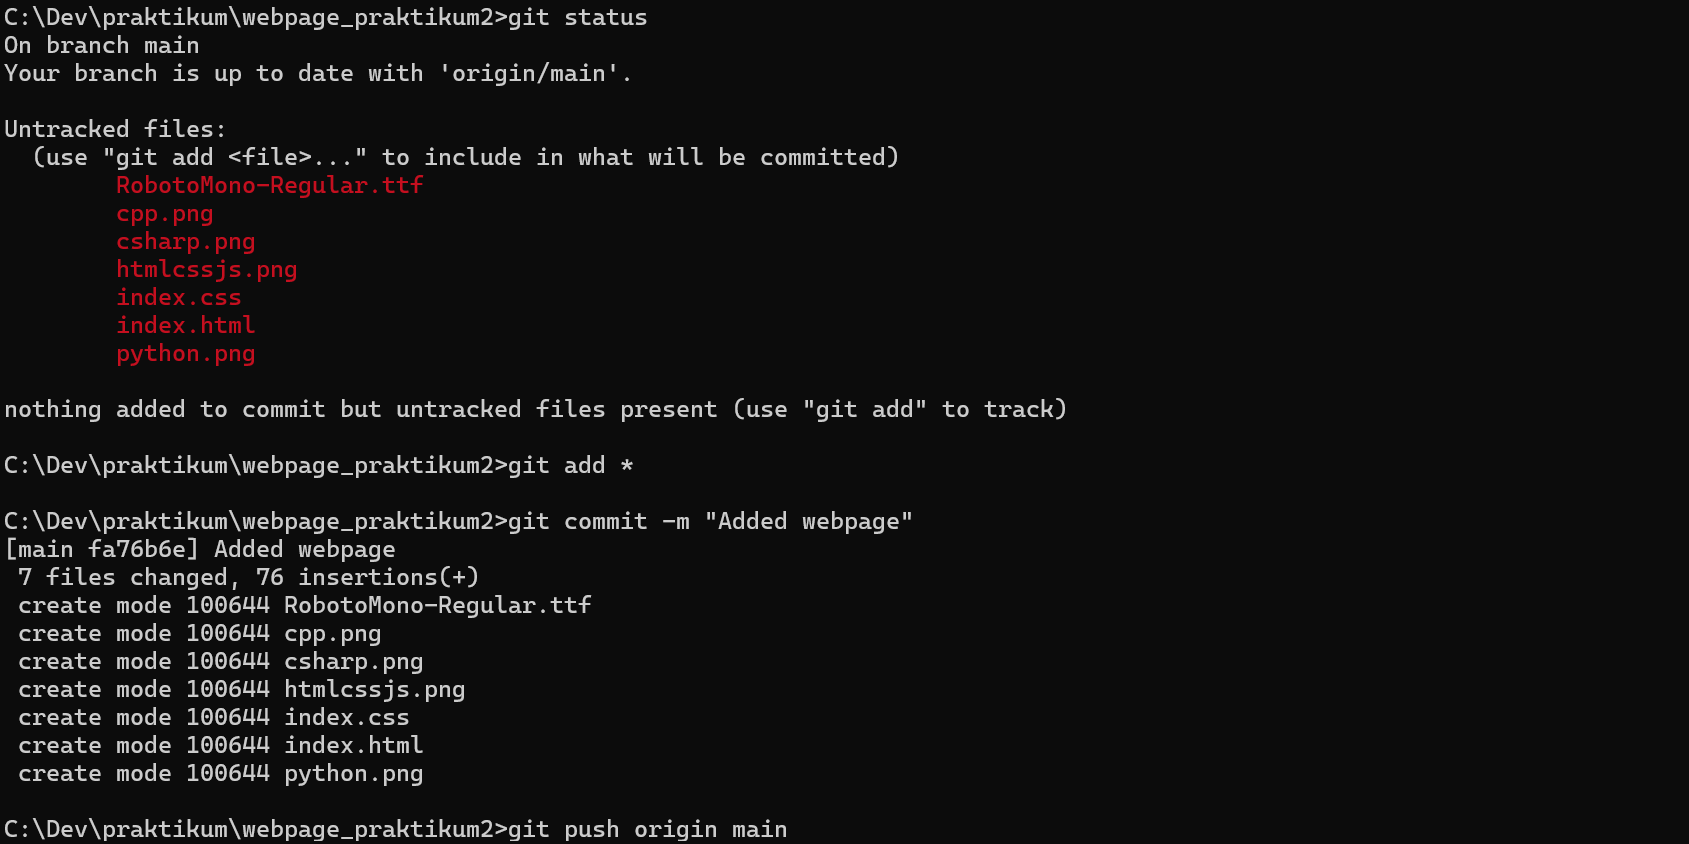 C:\Dev\praktikum\webpage_praktikum2>git status
On branch main
Your branch is up to date with 'origin/main'.
Untracked files:
(use "git add <file>..." to include in what will be committed)
RobotoMono-Regular.ttf
cpp.png
csharp.png
htmlcssjs.png
index.css
index.html
python.png
nothing added to commit but untracked files present (use "git add" to track)
C:\Dev\praktikum\webpage_praktikum2>git add *
C:\Dev\praktikum\webpage_praktikum2>git commit -m "Added webpage"
[main fa76b6e] Added webpage
7 files changed, 76 insertions(+)
create mode 100644 RobotoMono-Regular.ttf
create mode 100644 cpp.png
create mode 100644 csharp.png
create mode 100644 htmlcssjs.png
create mode 100644 index.css
create mode 100644 index.html
create mode 100644 python.png
C:\Dev\praktikum\webpage_praktikum2>git push origin main